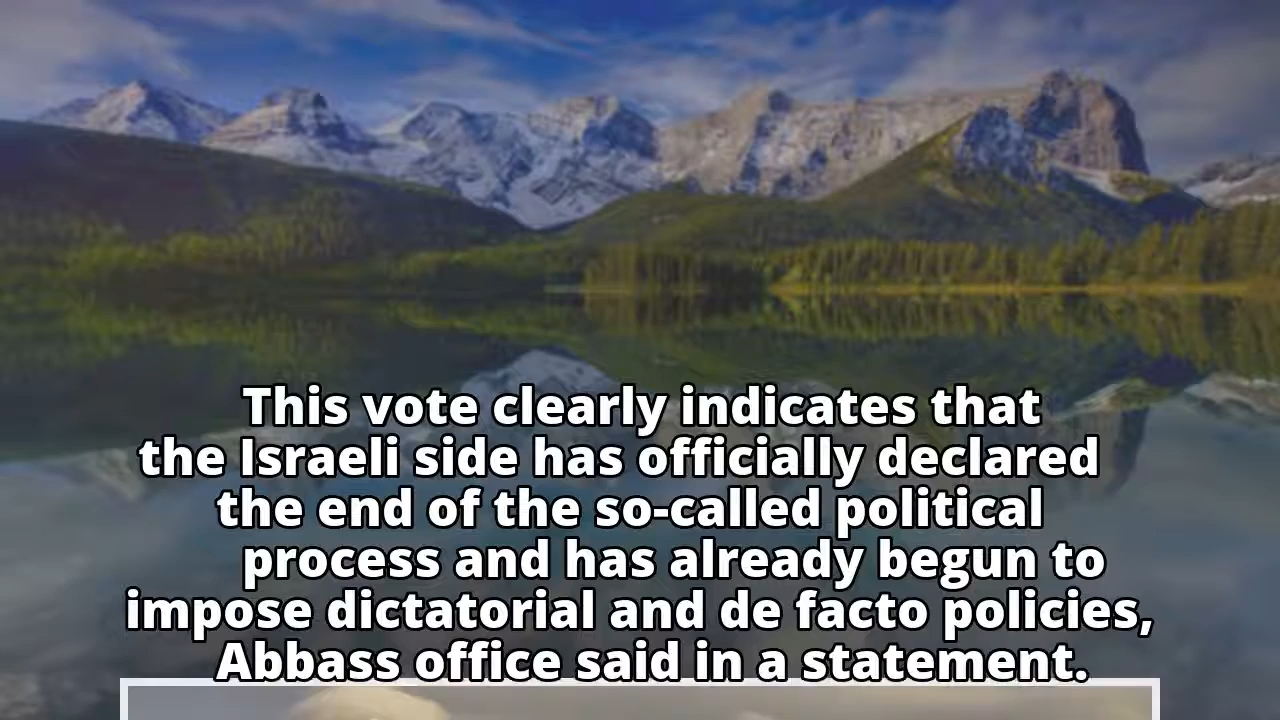 This vote clearly indicates that
the Israeli side has officially declared
the end of the so-called political
process and has already begun to
impose dictatorial and de facto policies,
Abbass office said in a statement.